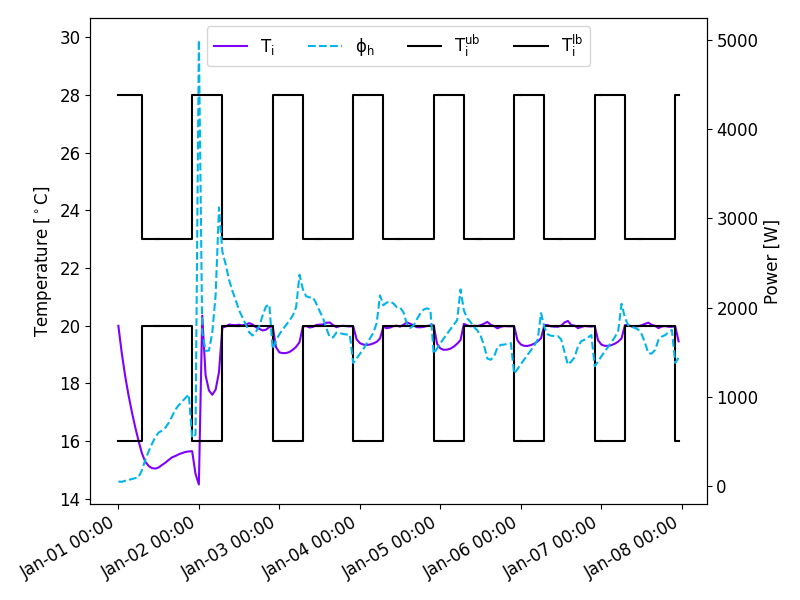 T_i ϕ_h T_i^ub T_i^lb
Temperature [°C]
30
28
26
24
22
20
18
16
14
Power [W]
5000
4000
3000
2000
1000
0
Jan-01 00:00
Jan-02 00:00
Jan-03 00:00
Jan-04 00:00
Jan-05 00:00
Jan-06 00:00
Jan-07 00:00
Jan-08 00:00